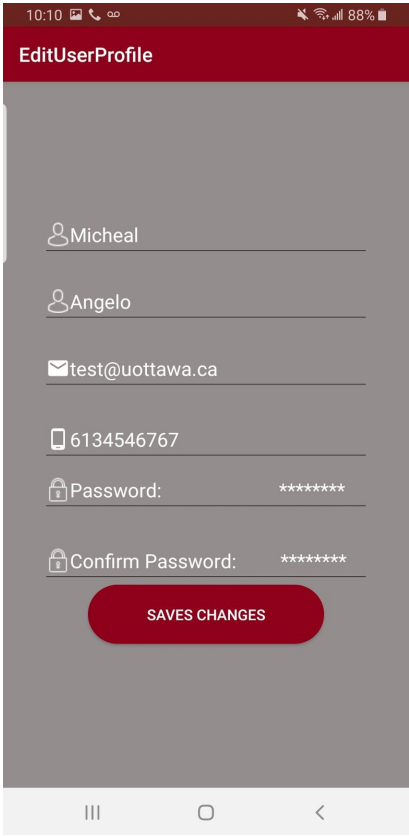 10:10 88%
EditUserProfile
Micheal
Angelo
test@uottawa.ca
6134546767
Password: ********
Confirm Password: ********
SAVES CHANGES